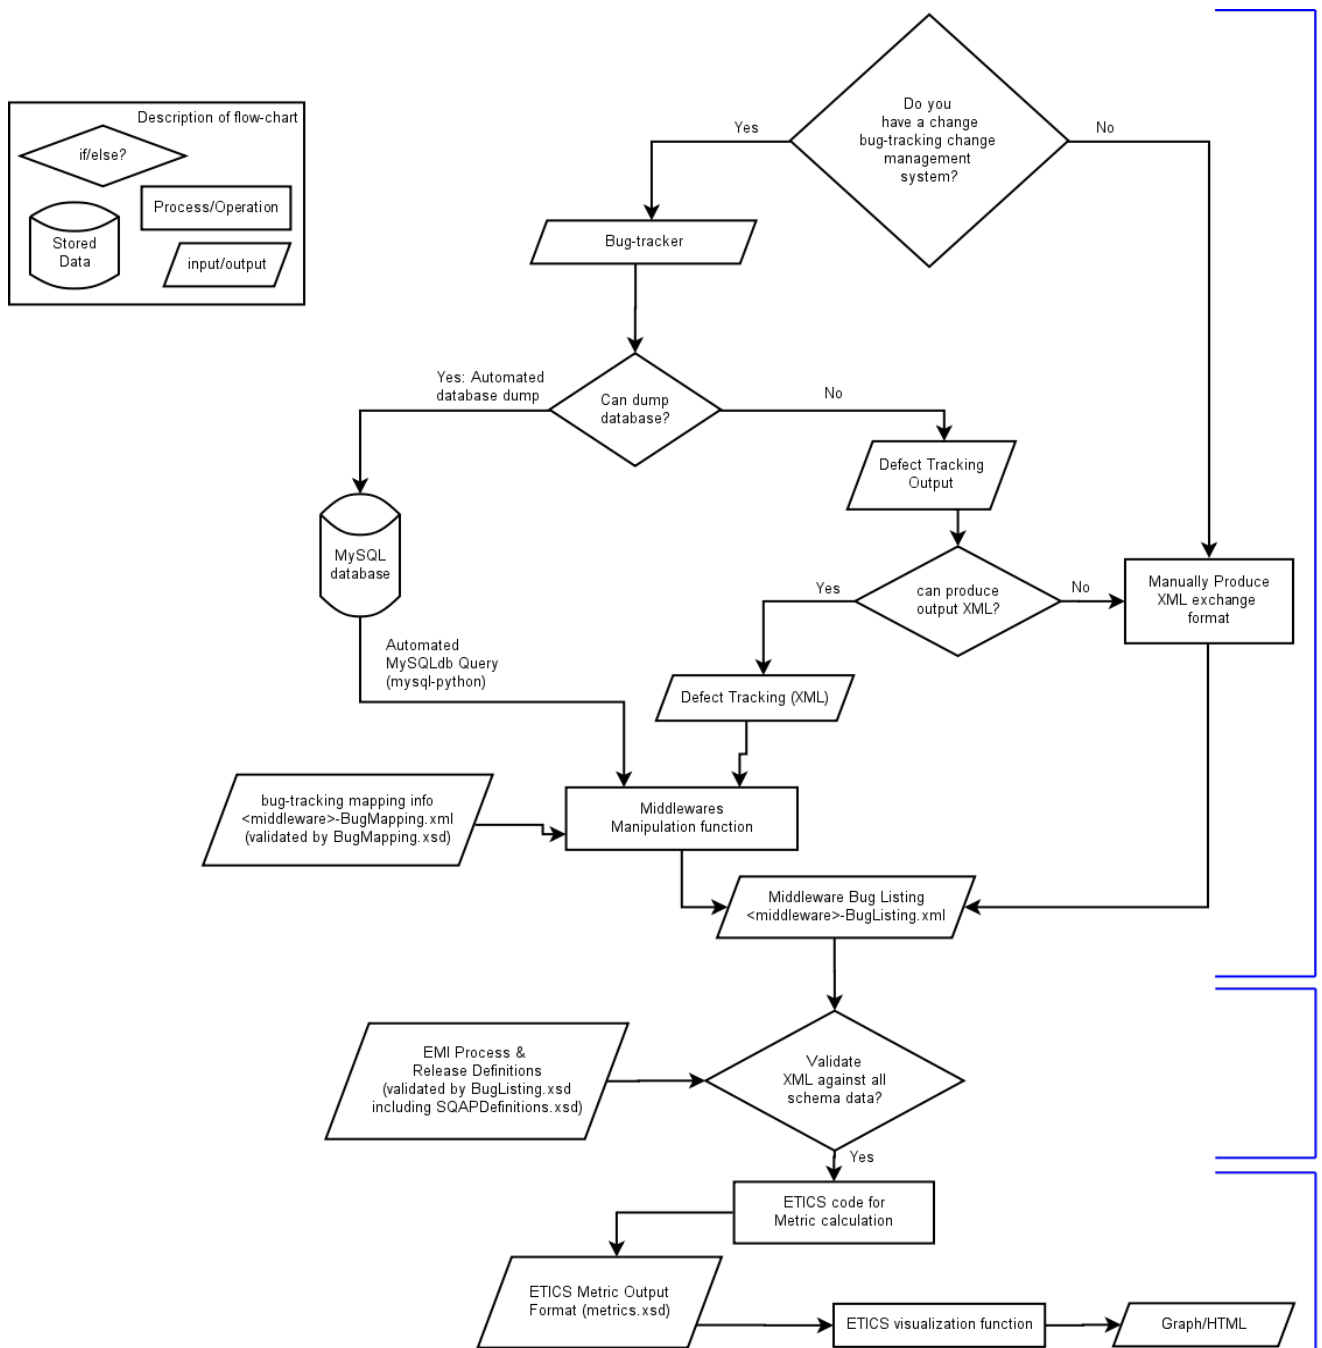 Description of flow-chart
if/else?
Process/Operation
Stored
Data
input/output
Do you
have a change
bug-tracking change
management
system?
Yes
No
Bug-tracker
Yes: Automated
database dump
Can dump
database?
No
Defect Tracking
Output
MySQL
database
Yes
can produce
output XML?
No
Manually Produce
XML exchange
format
Automated
MySQLdb Query
(mysql-python)
Defect Tracking (XML)
bug-tracking mapping info
<middleware>-BugMapping.xml
(validated by BugMapping.xsd)
Middlewares
Manipulation function
Middleware Bug Listing
<middleware>-BugListing.xml
EMI Process &
Release Definitions
(validated by BugListing.xsd
including SQAPDefinitions.xsd)
Validate
XML against all
schema data?
Yes
ETICS code for
Metric calculation
ETICS Metric Output
Format (metrics.xsd)
ETICS visualization function
Graph/HTML